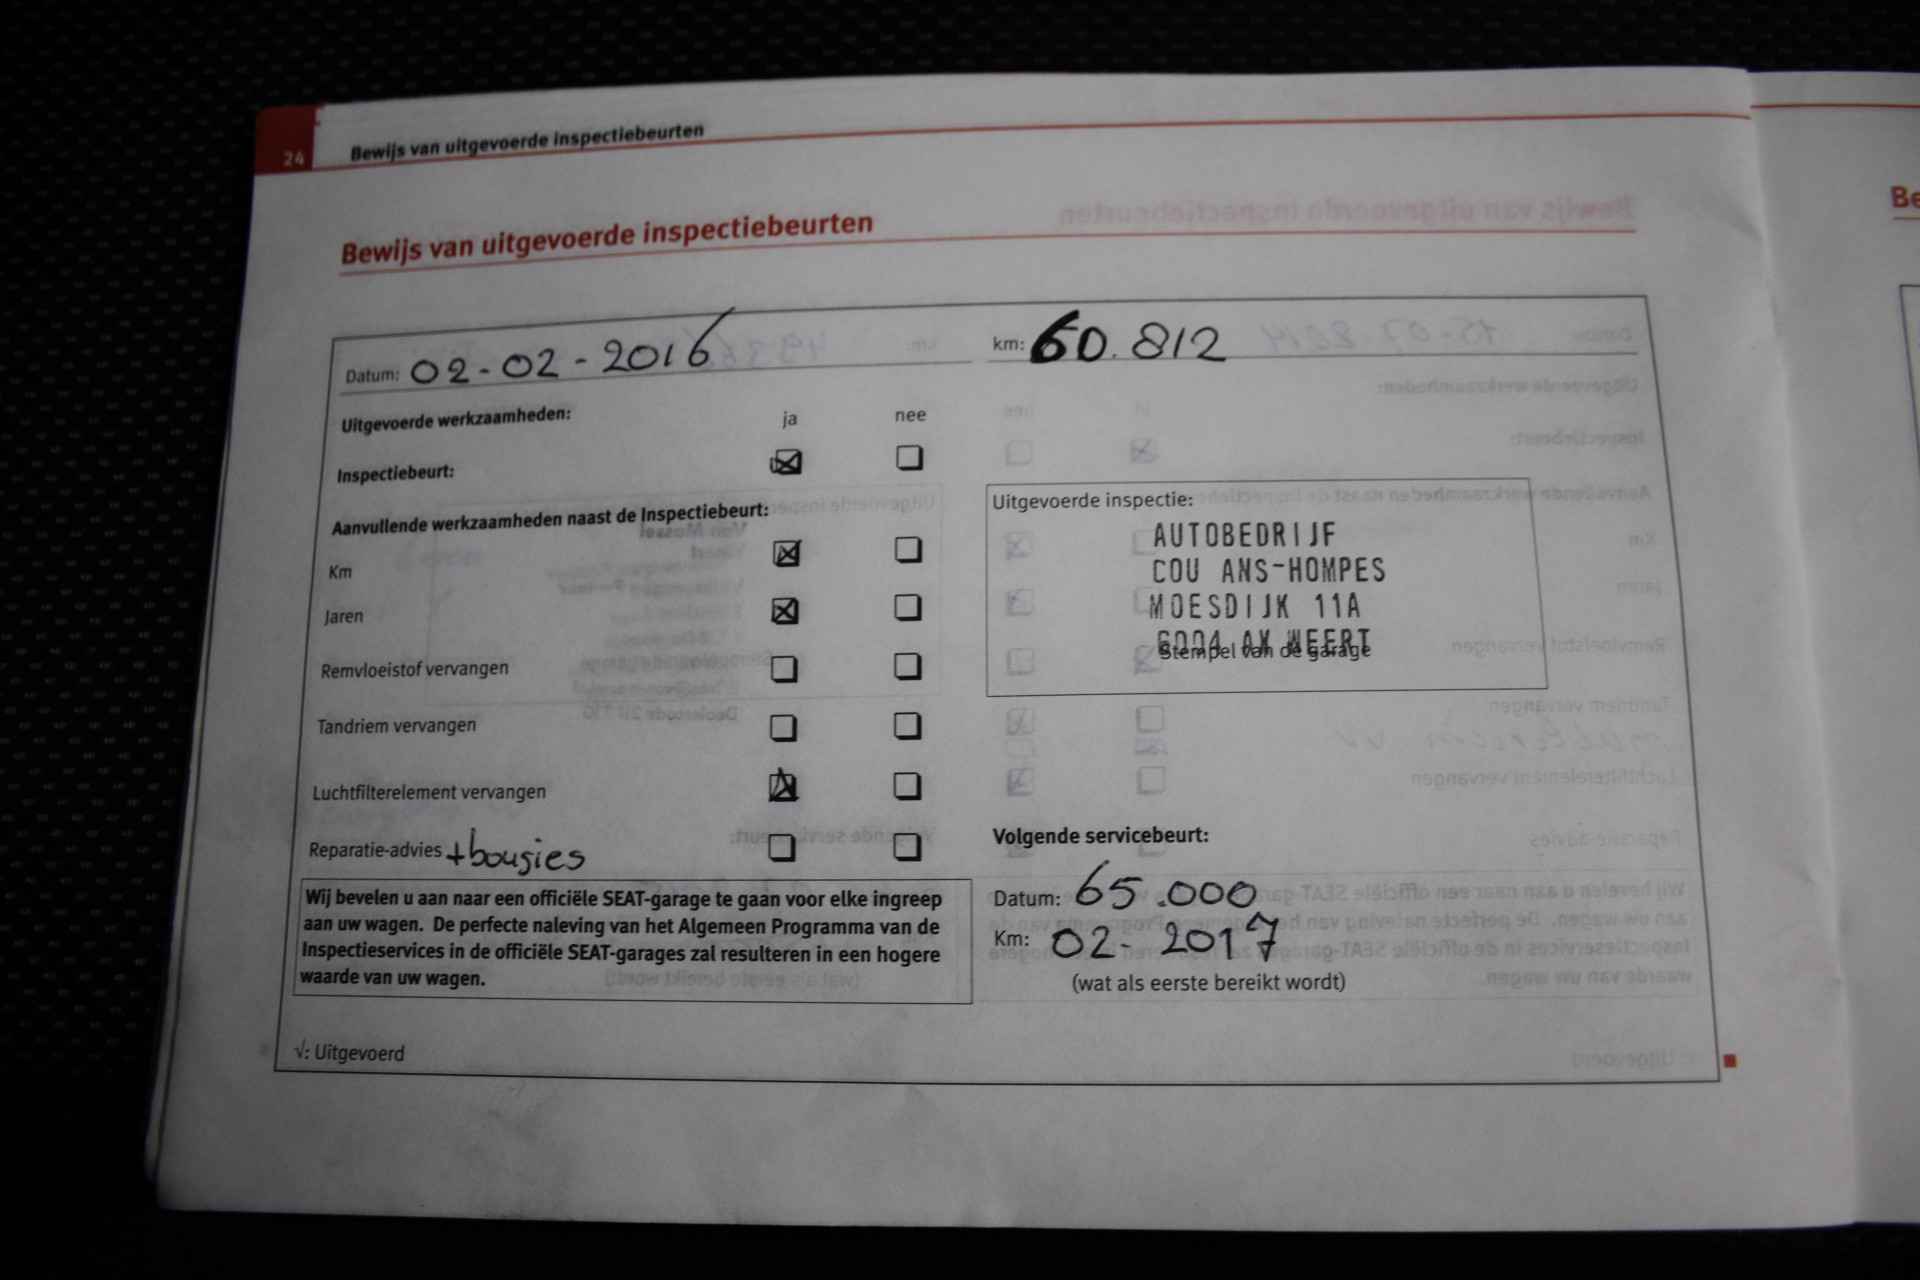 24 Bewijs van uitgevoerde inspectiebeurten
Bewijs van uitgevoerde inspectiebeurten
Datum: 02-02-2016 km: 60.812
Uitgevoerde werkzaamheden: ja nee
Inspectiebeurt:
Aanvullende werkzaamheden naast de Inspectiebeurt:
Km
Jaren
Remvloeistof vervangen
Tandriem vervangen
Luchtfilterelement vervangen
Reparatie-advies +bougies
Wij bevelen u aan naar een officiële SEAT-garage te gaan voor elke ingreep
aan uw wagen. De perfecte naleving van het Algemeen Programma van de
Inspectieservices in de officiële SEAT-garages zal resulteren in een hogere
waarde van uw wagen.
√: Uitgevoerd
Uitgevoerde inspectie:
AUTOBEDRIJF
COU ANS-HOMPES
MOESDIJK 11A
6004 AX WEERT
Stempel van de garage
Volgende servicebeurt:
Datum: 65.000
Km: 02-2017
(wat als eerste bereikt wordt)
Be